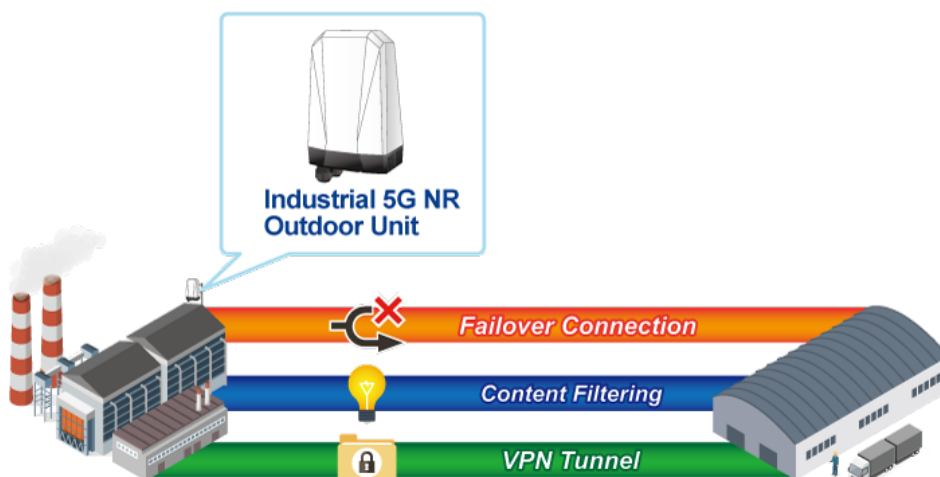 Industrial 5G NR
Outdoor Unit
Failover Connection
Content Filtering
VPN Tunnel